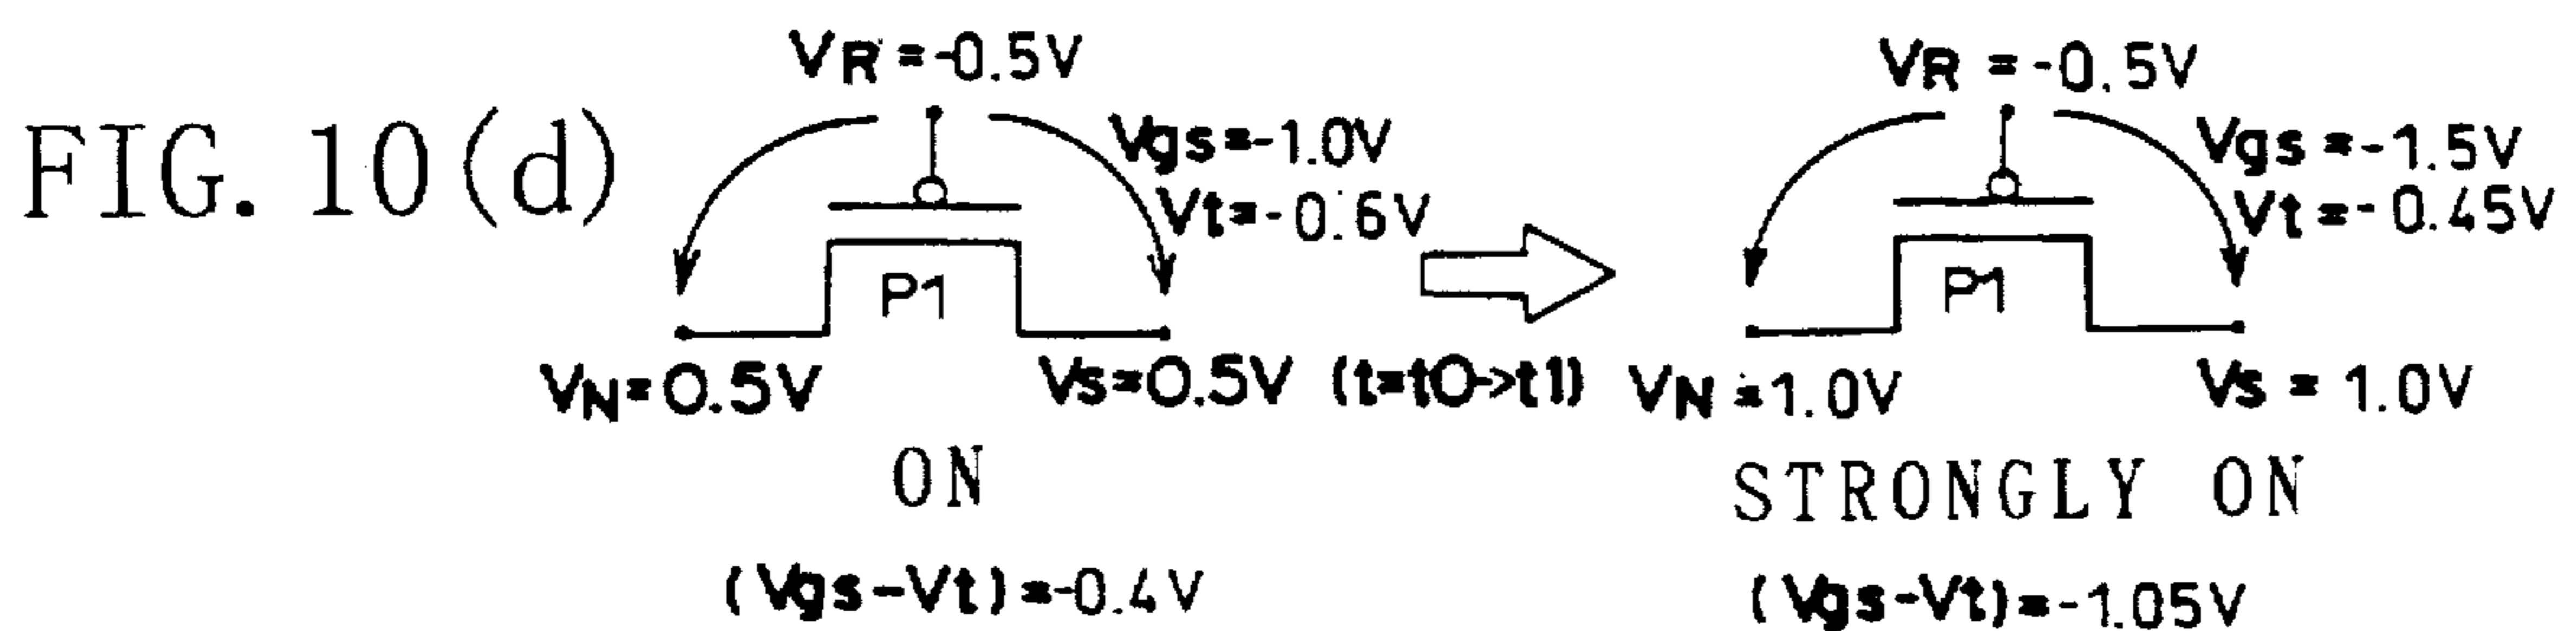 FIG. 10(d)
VR=-0.5V
Vgs=-1.0V
Vt=-0.6V
P1
VN=0.5V
Vs=0.5V
(t=t0->t1)
ON
(Vgs-Vt)=-0.4V
VR=-0.5V
Vgs=-1.5V
Vt=-0.45V
P1
VN=1.0V
Vs=1.0V
STRONGLY ON
(Vgs-Vt)=-1.05V